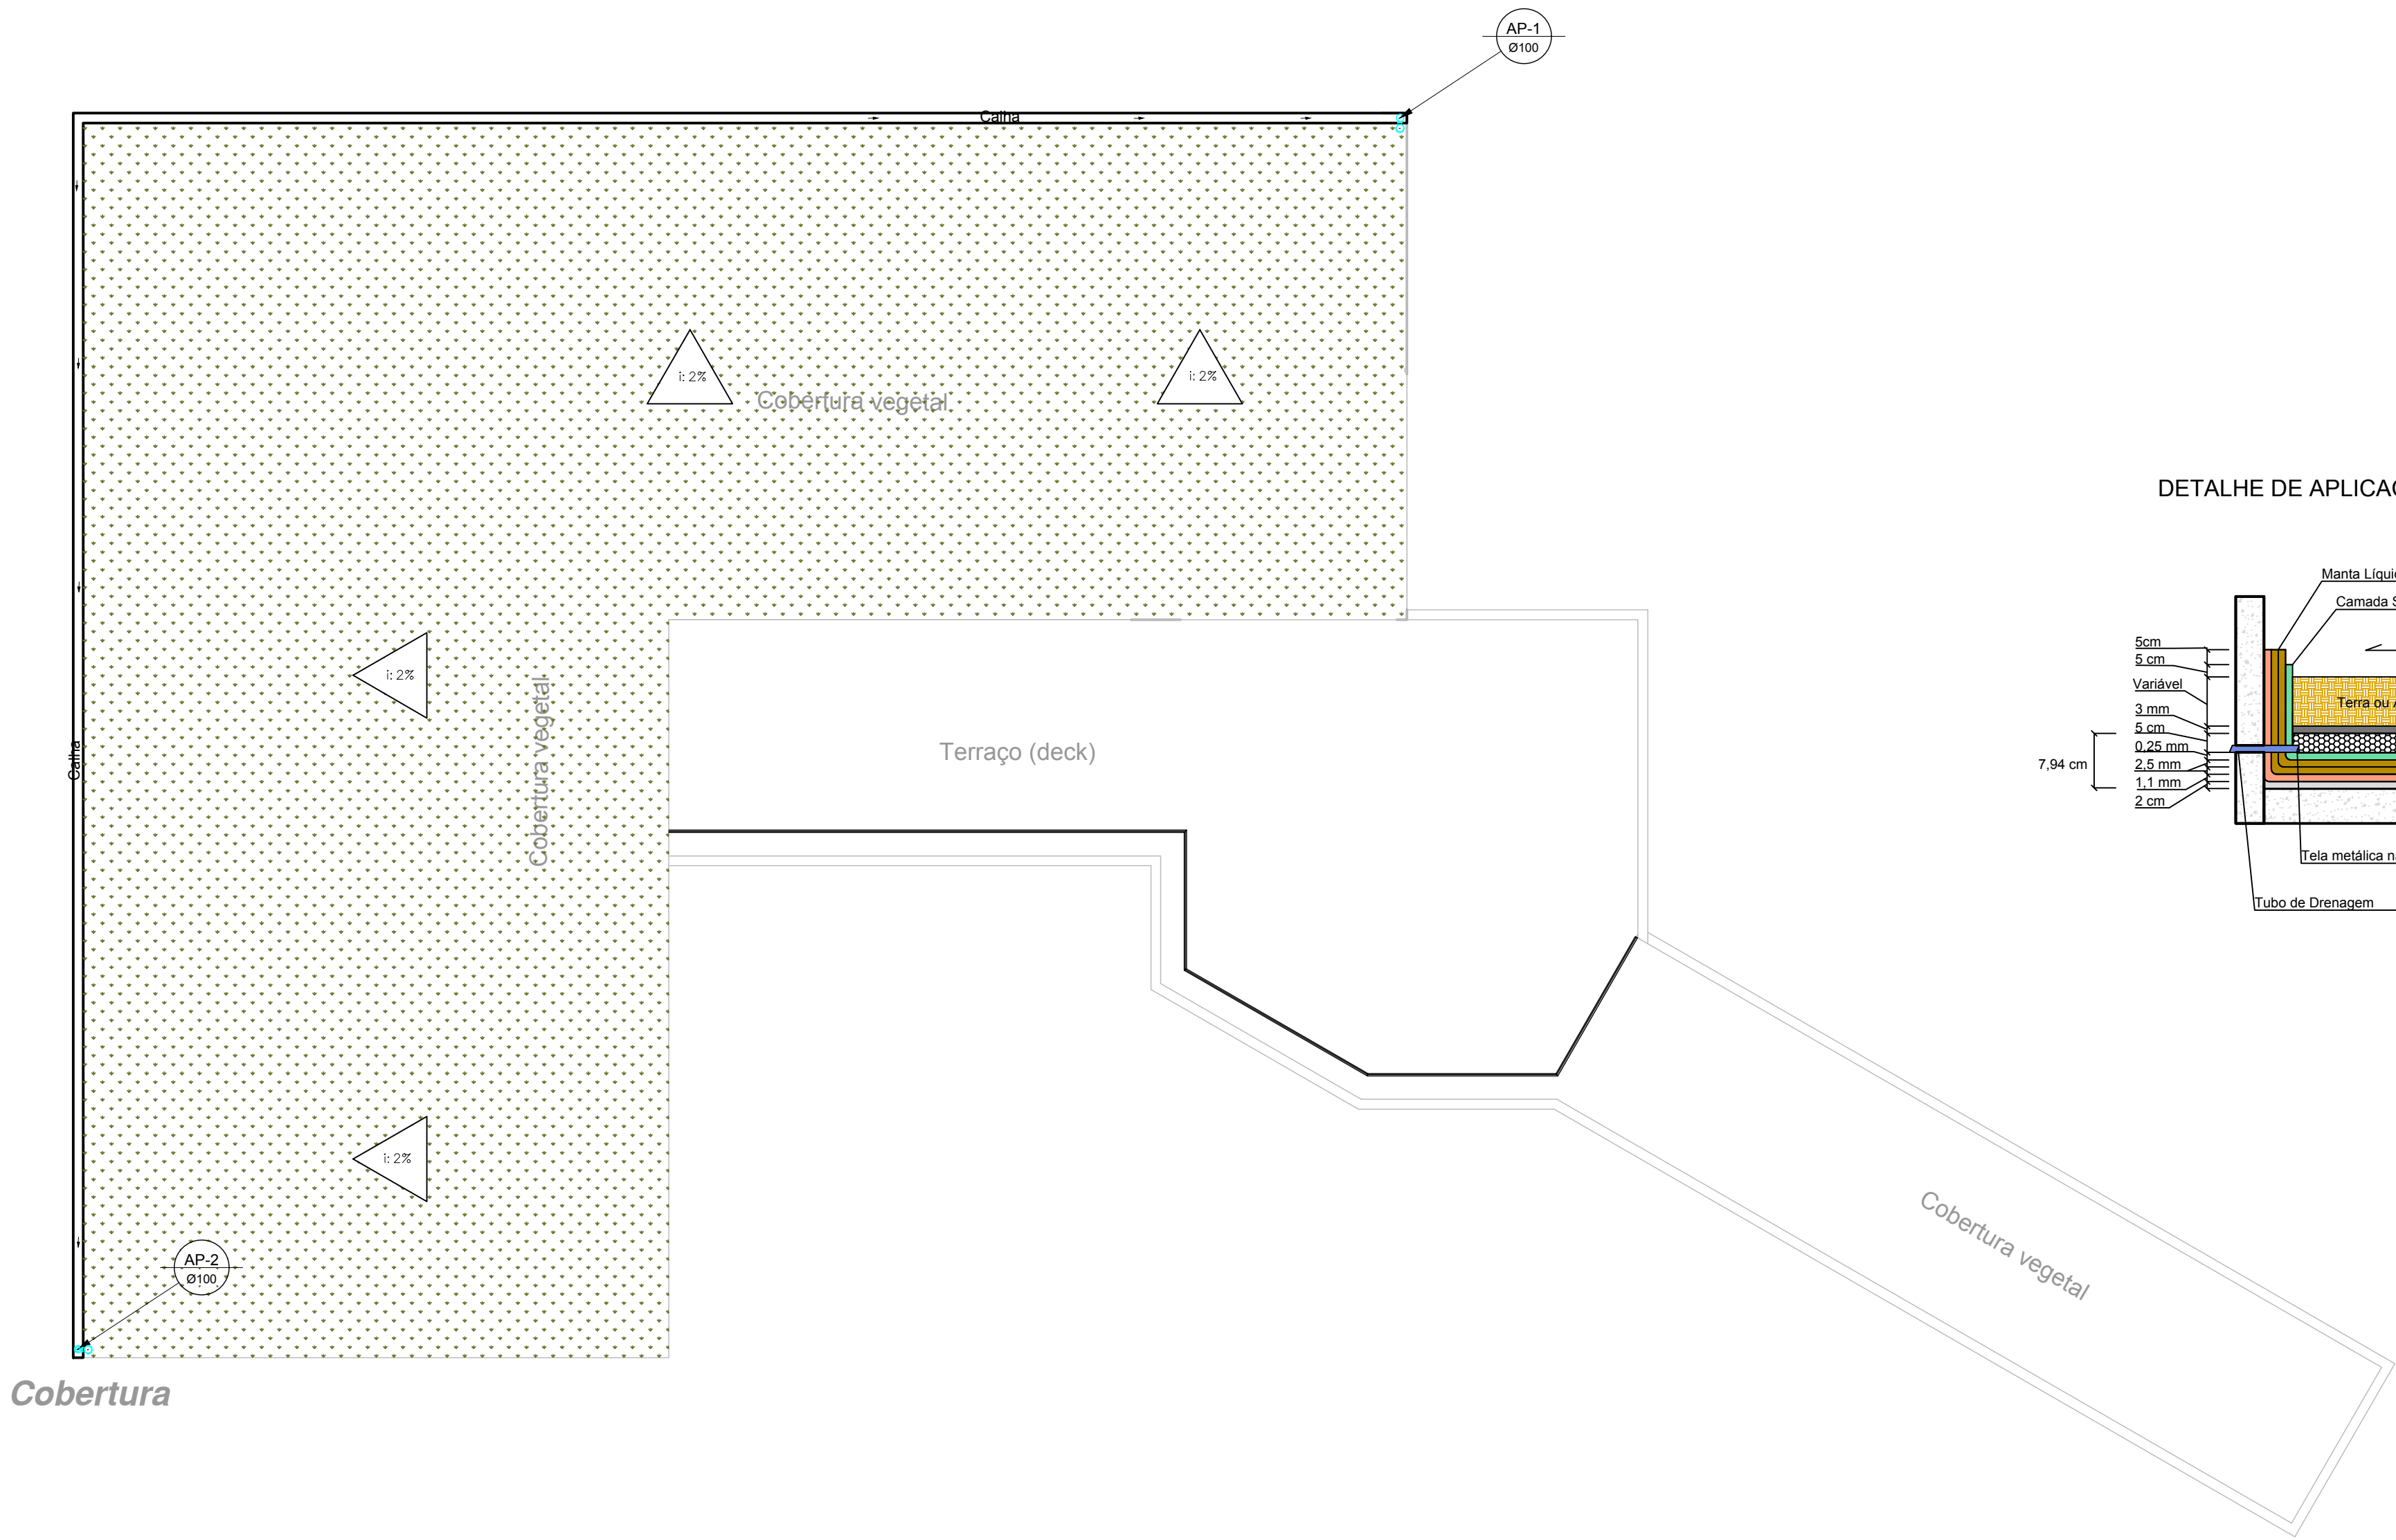 AP-1
Ø100
Calha
i: 2%
i: 2%
Cobertura vegetal
DETALHE DE
Manta
Camada
5cm
5 cm
Variável
3 mm
5 cm
0,25 mm
2,5 mm
1,1 mm
2 cm
7,94 cm
Terra ou
Tela metálica
Tubo de Drenagem
i: 2%
Cobertura vegetal
Calha
Terraço (deck)
i: 2%
Cobertura vegetal
AP-2
Ø100
Cobertura